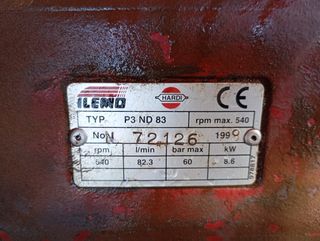 ILEMO HARDI CE
TYP P3 ND 83 rpm max. 540
No. N 72126 1999
rpm l/min bar max kW
540 82.3 60 8.6